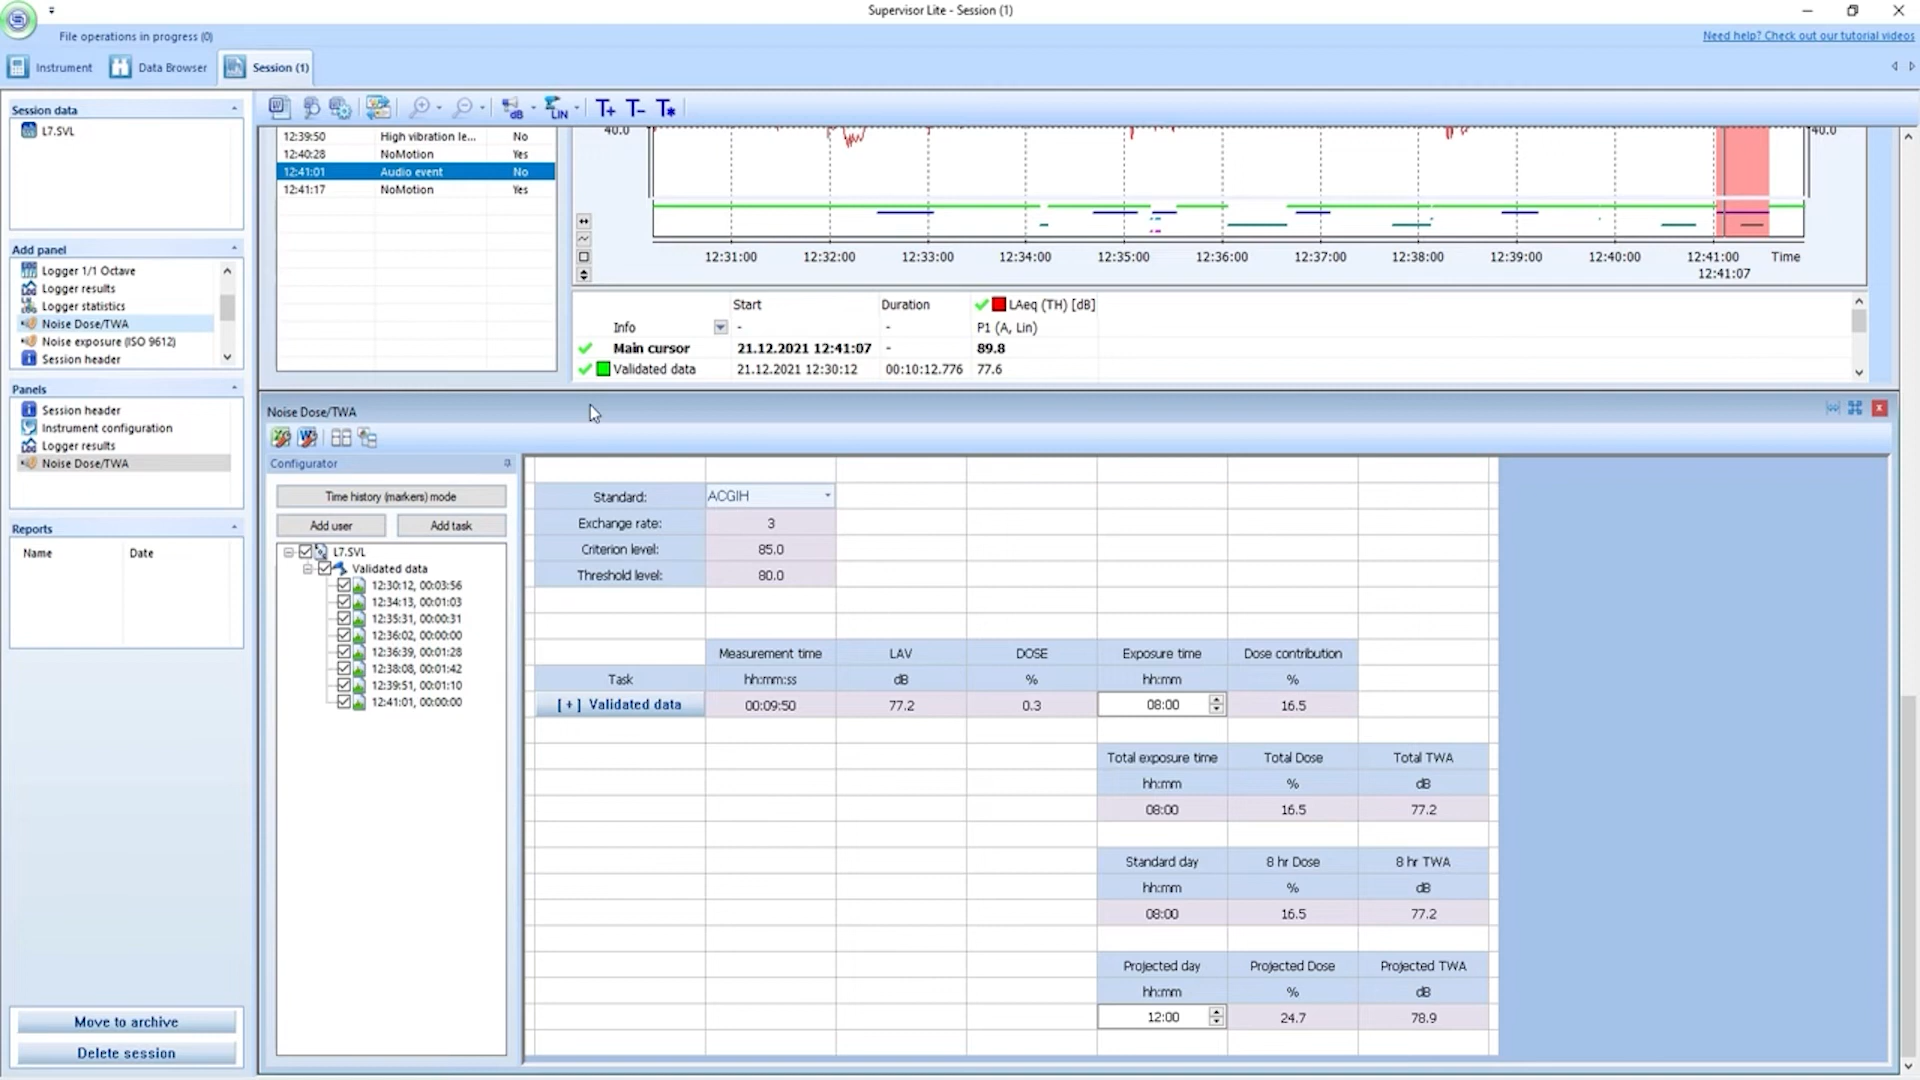 Supervisor Lite - Session (1)
File operations in progress (0)
Need help? Check out our tutorial videos
Instrument
Data Browser
Session (1)
Session data
L7.SVL
Add panel
Logger 1/1 Octave
Logger results
Logger statistics
Noise Dose/TWA
Noise exposure (ISO 9612)
Session header
Panels
Session header
Instrument configuration
Logger results
Noise Dose/TWA
Reports
Name Date
Move to archive
Delete session
dB LIN T+ T- T*
12:39:50 High vibration le... No
12:40:28 NoMotion Yes
12:41:01 Audio event No
12:41:17 NoMotion Yes
40.0 40.0
12:31:00 12:32:00 12:33:00 12:34:00 12:35:00 12:36:00 12:37:00 12:38:00 12:39:00 12:40:00 12:41:00 Time
12:41:07
Start Duration LAeq (TH) [dB]
Info - - P1 (A, Lin)
Main cursor 21.12.2021 12:41:07 - 89.8
Validated data 21.12.2021 12:30:12 00:10:12.776 77.6
Noise Dose/TWA
Configurator
Time history (markers) mode
Add user Add task
L7.SVL
Validated data
12:30:12, 00:03:56
12:34:13, 00:01:03
12:35:31, 00:00:31
12:36:02, 00:00:00
12:36:39, 00:01:28
12:38:08, 00:01:42
12:39:51, 00:01:10
12:41:01, 00:00:00
Standard: ACGIH
Exchange rate: 3
Criterion level: 85.0
Threshold level: 80.0
Measurement time LAV DOSE Exposure time Dose contribution
Task hh:mm:ss dB % hh:mm %
[ + ] Validated data 00:09:50 77.2 0.3 08:00 16.5
Total exposure time Total Dose Total TWA
hh:mm % dB
08:00 16.5 77.2
Standard day 8 hr Dose 8 hr TWA
hh:mm % dB
08:00 16.5 77.2
Projected day Projected Dose Projected TWA
hh:mm % dB
12:00 24.7 78.9